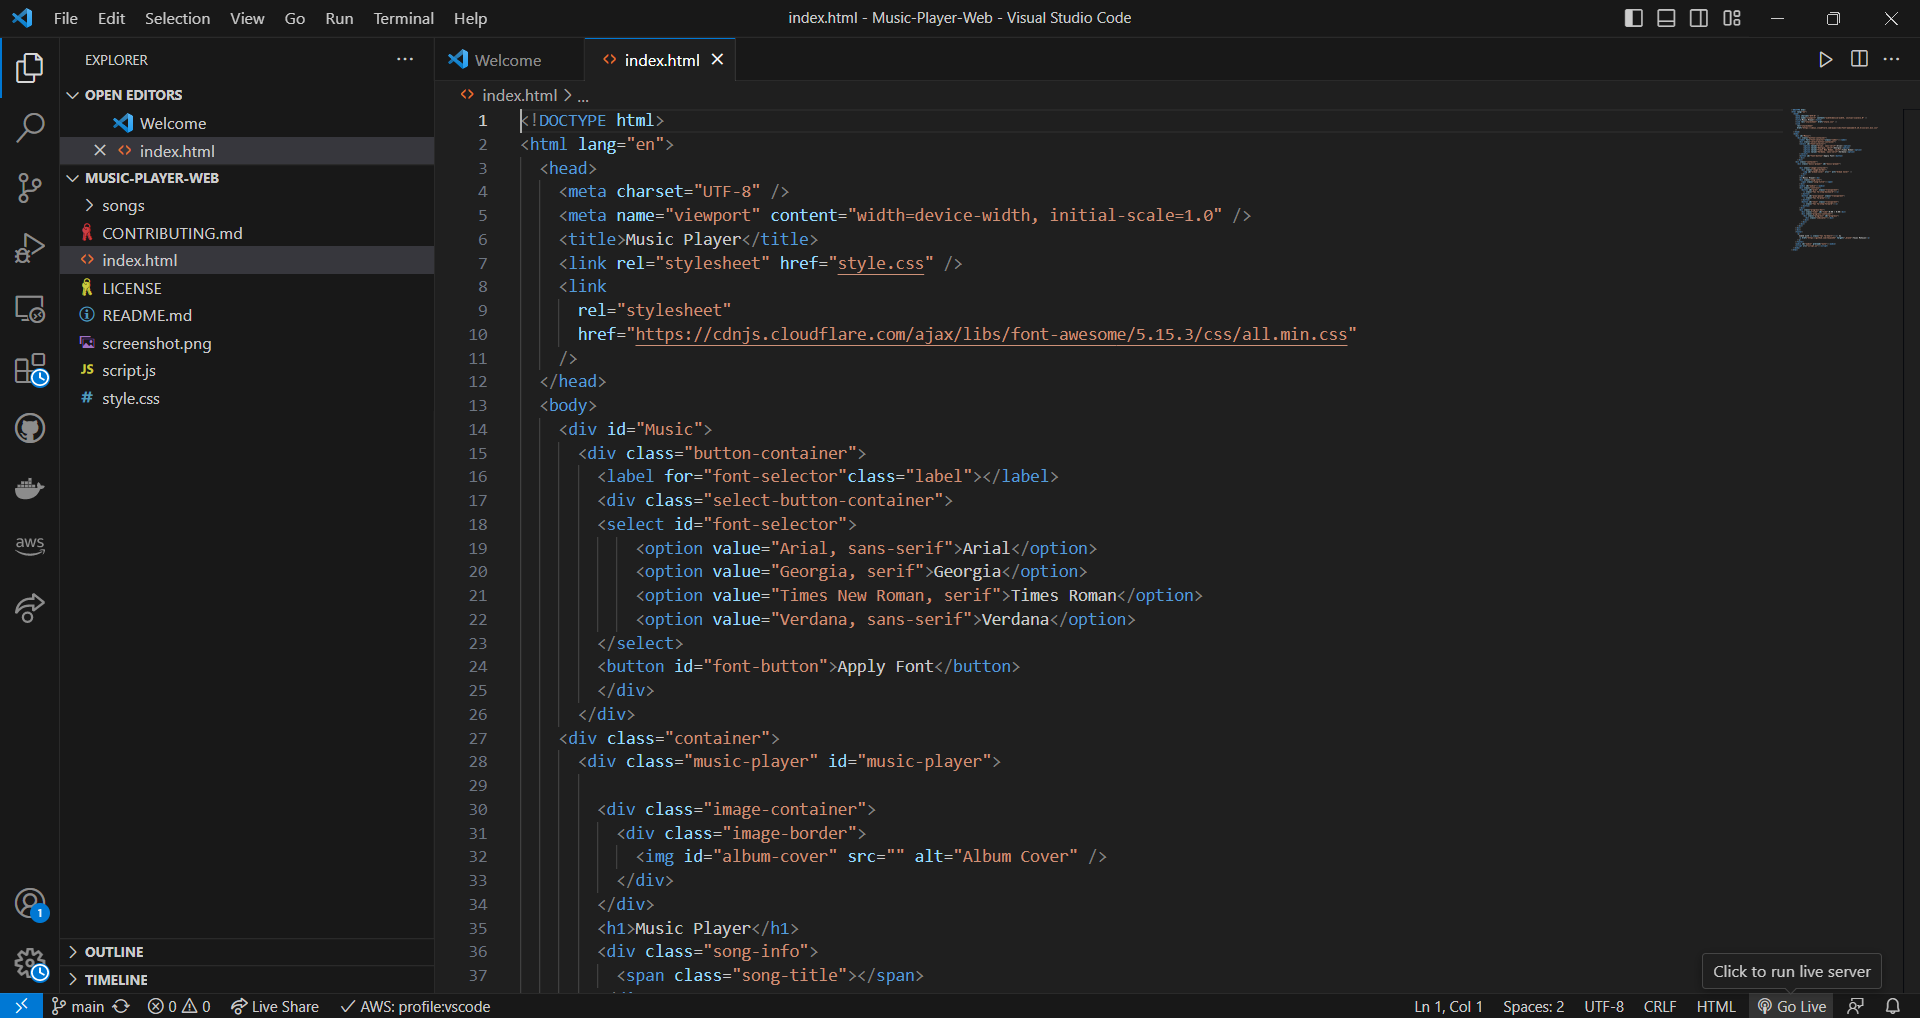 File Edit Selection View Go Run Terminal Help
index.html - Music-Player-Web - Visual Studio Code
EXPLORER
OPEN EDITORS
Welcome
index.html
MUSIC-PLAYER-WEB
songs
CONTRIBUTING.md
index.html
LICENSE
README.md
screenshot.png
JS script.js
# style.css
aws
1
OUTLINE
TIMELINE
Welcome
index.html
index.html > ...
1 <!DOCTYPE html>
2 <html lang="en">
3 <head>
4 <meta charset="UTF-8" />
5 <meta name="viewport" content="width=device-width, initial-scale=1.0" />
6 <title>Music Player</title>
7 <link rel="stylesheet" href="style.css" />
8 <link
9 rel="stylesheet"
10 href="https://cdnjs.cloudflare.com/ajax/libs/font-awesome/5.15.3/css/all.min.css"
11 />
12 </head>
13 <body>
14 <div id="Music">
15 <div class="button-container">
16 <label for="font-selector"class="label"></label>
17 <div class="select-button-container">
18 <select id="font-selector">
19 <option value="Arial, sans-serif">Arial</option>
20 <option value="Georgia, serif">Georgia</option>
21 <option value="Times New Roman, serif">Times Roman</option>
22 <option value="Verdana, sans-serif">Verdana</option>
23 </select>
24 <button id="font-button">Apply Font</button>
25 </div>
26 </div>
27 <div class="container">
28 <div class="music-player" id="music-player">
29
30 <div class="image-container">
31 <div class="image-border">
32 <img id="album-cover" src="" alt="Album Cover" />
33 </div>
34 </div>
35 <h1>Music Player</h1>
36 <div class="song-info">
37 <span class="song-title"></span>
Click to run live server
main 0 0 Live Share AWS: profile:vscode
Ln 1, Col 1 Spaces: 2 UTF-8 CRLF HTML Go Live